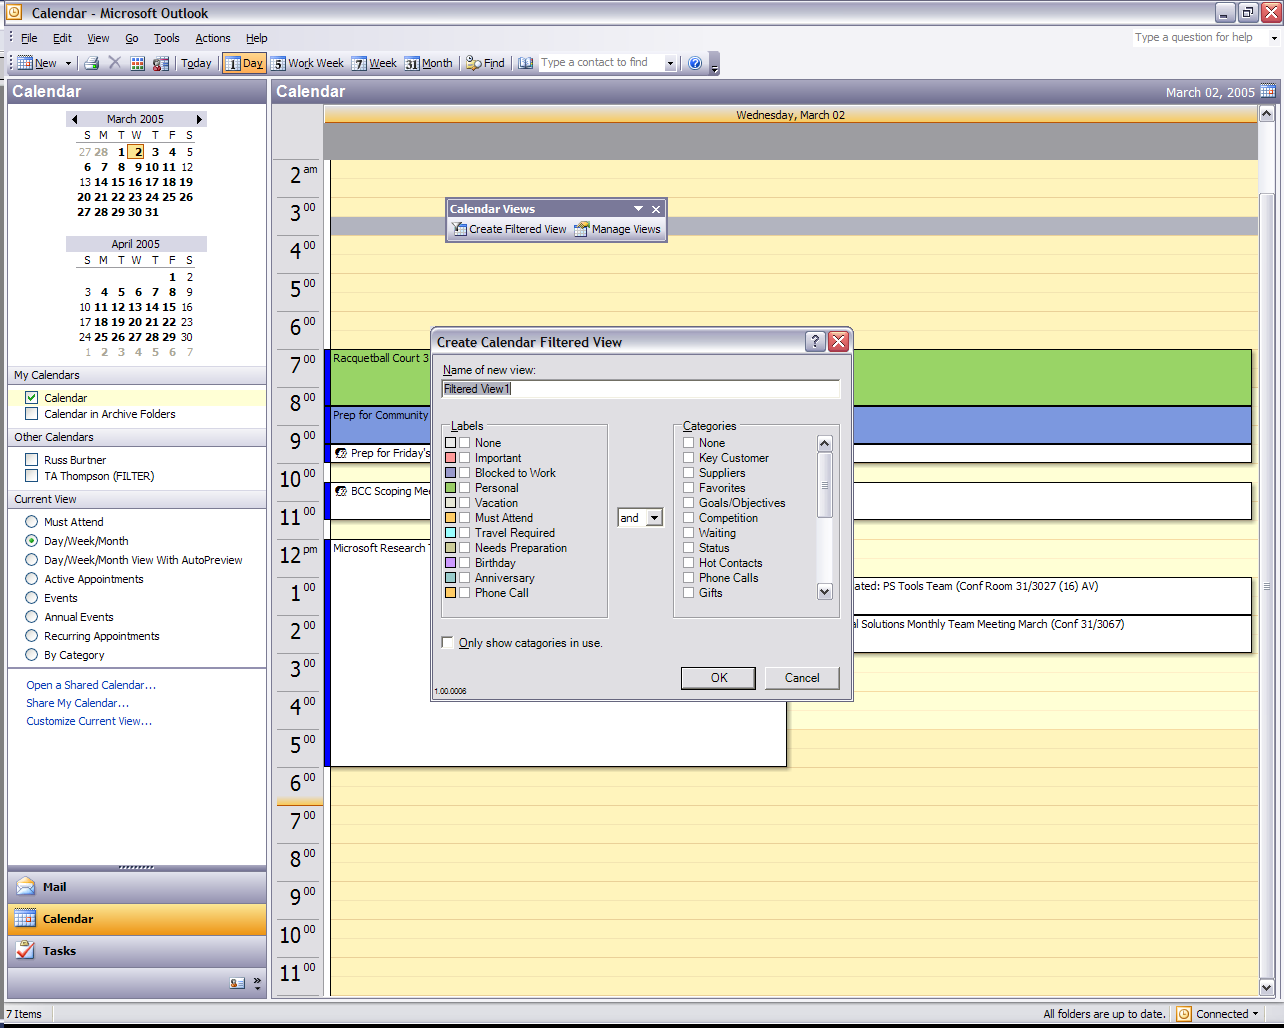 Calendar - Microsoft Outlook
File Edit View Go Tools Actions Help
Type a question for help
New Today 1 Day 5 Work Week 7 Week 31 Month Find Type a contact to find
Calendar
March 2005
S M T W T F S
27 28 1 2 3 4 5
6 7 8 9 10 11 12
13 14 15 16 17 18 19
20 21 22 23 24 25 26
27 28 29 30 31
April 2005
S M T W T F S
1 2
3 4 5 6 7 8 9
10 11 12 13 14 15 16
17 18 19 20 21 22 23
24 25 26 27 28 29 30
1 2 3 4 5 6 7
My Calendars
Calendar
Calendar in Archive Folders
Other Calendars
Russ Burtner
TA Thompson (FILTER)
Current View
Must Attend
Day/Week/Month
Day/Week/Month View With AutoPreview
Active Appointments
Events
Annual Events
Recurring Appointments
By Category
Open a Shared Calendar...
Share My Calendar...
Customize Current View...
Mail
Calendar
Tasks
Calendar March 02, 2005
Wednesday, March 02
2 am
3 00
4 00
5 00
6 00
7 00
8 00
9 00
10 00
11 00
12 pm
1 00
2 00
3 00
4 00
5 00
6 00
7 00
8 00
9 00
10 00
11 00
Calendar Views
Create Filtered View Manage Views
Racquetball Court 3
Prep for Community
Prep for Friday's
BCC Scoping Mee
Microsoft Research
ated: PS Tools Team (Conf Room 31/3027 (16) AV)
al Solutions Monthly Team Meeting March (Conf 31/3067)
Create Calendar Filtered View
Name of new view:
Filtered View1
Labels
None
Important
Blocked to Work
Personal
Vacation
Must Attend
Travel Required
Needs Preparation
Birthday
Anniversary
Phone Call
and
Categories
None
Key Customer
Suppliers
Favorites
Goals/Objectives
Competition
Waiting
Status
Hot Contacts
Phone Calls
Gifts
Only show catagories in use.
OK Cancel
1.00.0006
7 Items
All folders are up to date. Connected